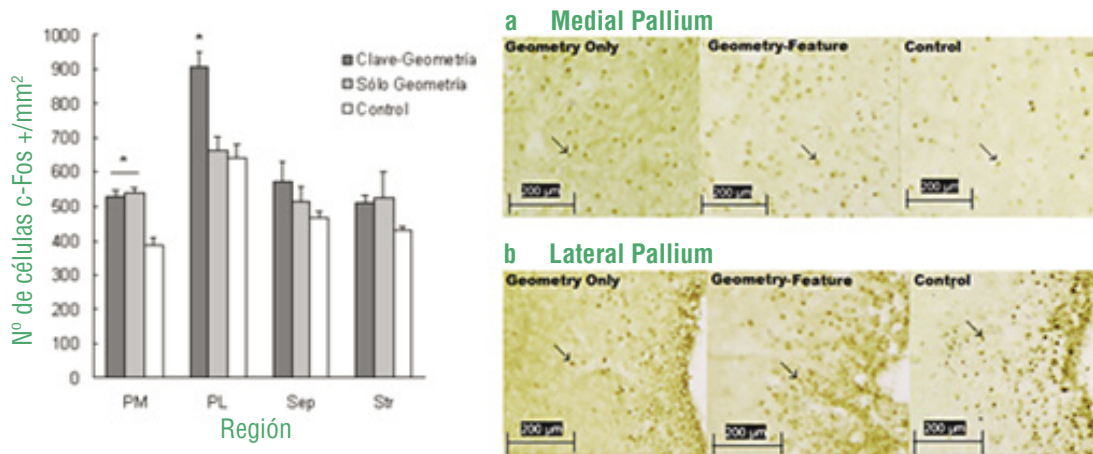 1000
900
800
700
600
500
400
300
200
100
0
Nº de células c-Fos +/mm²
*
*
Clave-Geometría
Sólo Geometría
Control
PM PL Sep Str
Región
a Medial Pallium
Geometry Only Geometry-Feature Control
200 µm 200 µm 200 µm
b Lateral Pallium
Geometry Only Geometry-Feature Control
200 µm 200 µm 200 µm